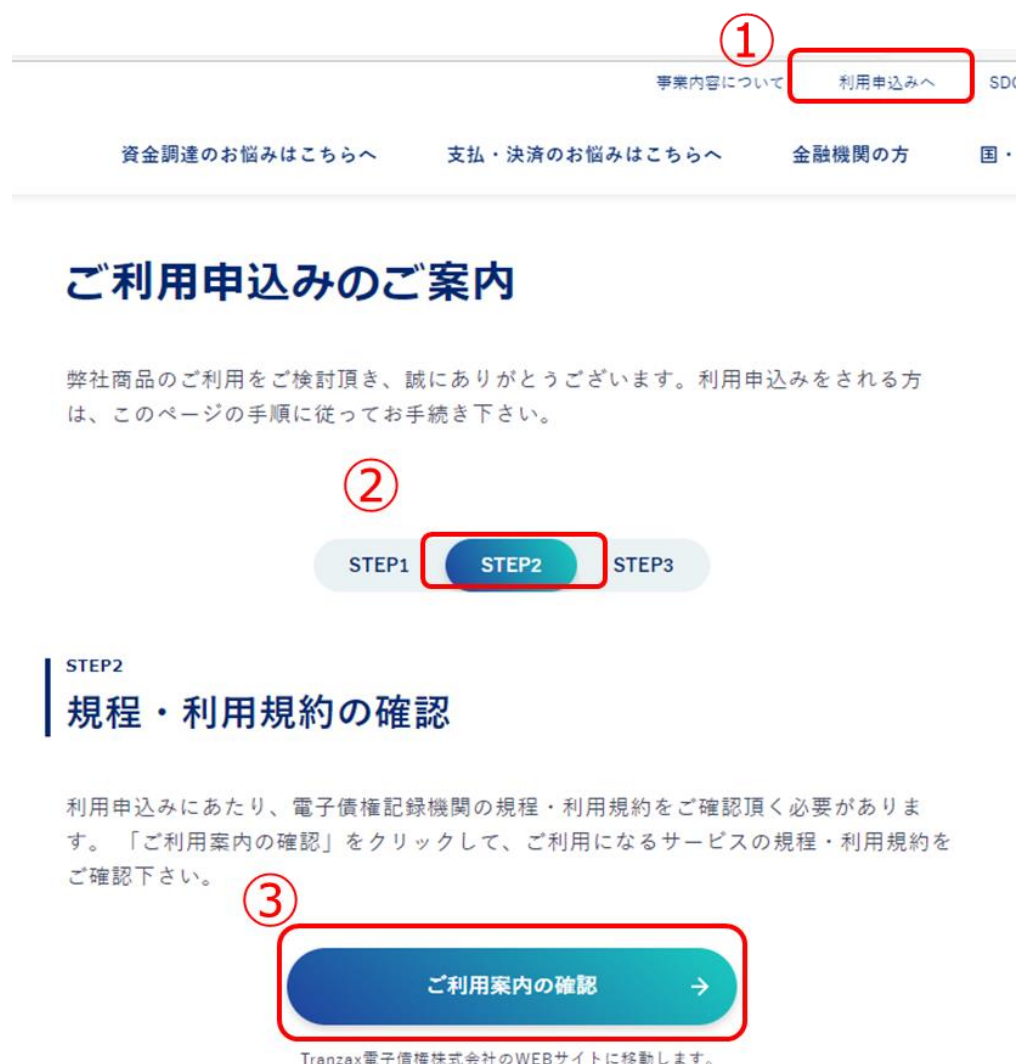 ①
事業内容について 利用申込みへ SDG
資金調達のお悩みはこちらへ 支払・決済のお悩みはこちらへ 金融機関の方 国・
ご利用申込みのご案内
弊社商品のご利用をご検討頂き、誠にありがとうございます。利用申込みをされる方
は、このページの手順に従ってお手続き下さい。
②
STEP1 STEP2 STEP3
STEP2
規程・利用規約の確認
利用申込みにあたり、電子債権記録機関の規程・利用規約をご確認頂く必要がありま
す。 「ご利用案内の確認」をクリックして、ご利用になるサービスの規程・利用規約を
ご確認下さい。
③
ご利用案内の確認 →
Tranzax電子債権株式会社のWEBサイトに移動します。